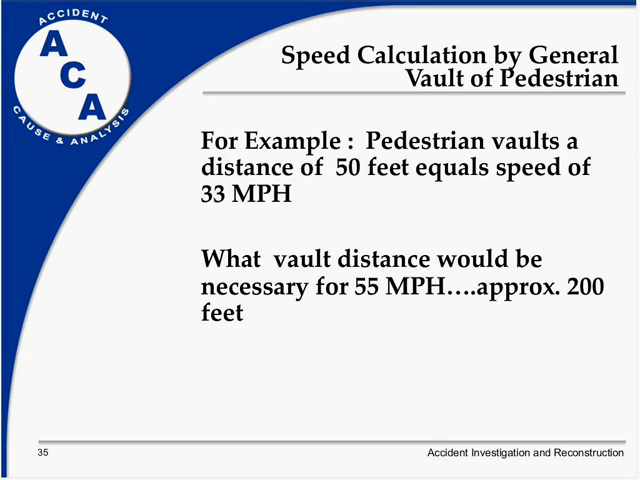 ACCIDENT
A
C
A
CAUSE & ANALYSIS
Speed Calculation by General
Vault of Pedestrian
For Example :  Pedestrian vaults a
distance of  50 feet equals speed of
33 MPH
What  vault distance would be
necessary for 55 MPH….approx. 200
feet
35
Accident Investigation and Reconstruction